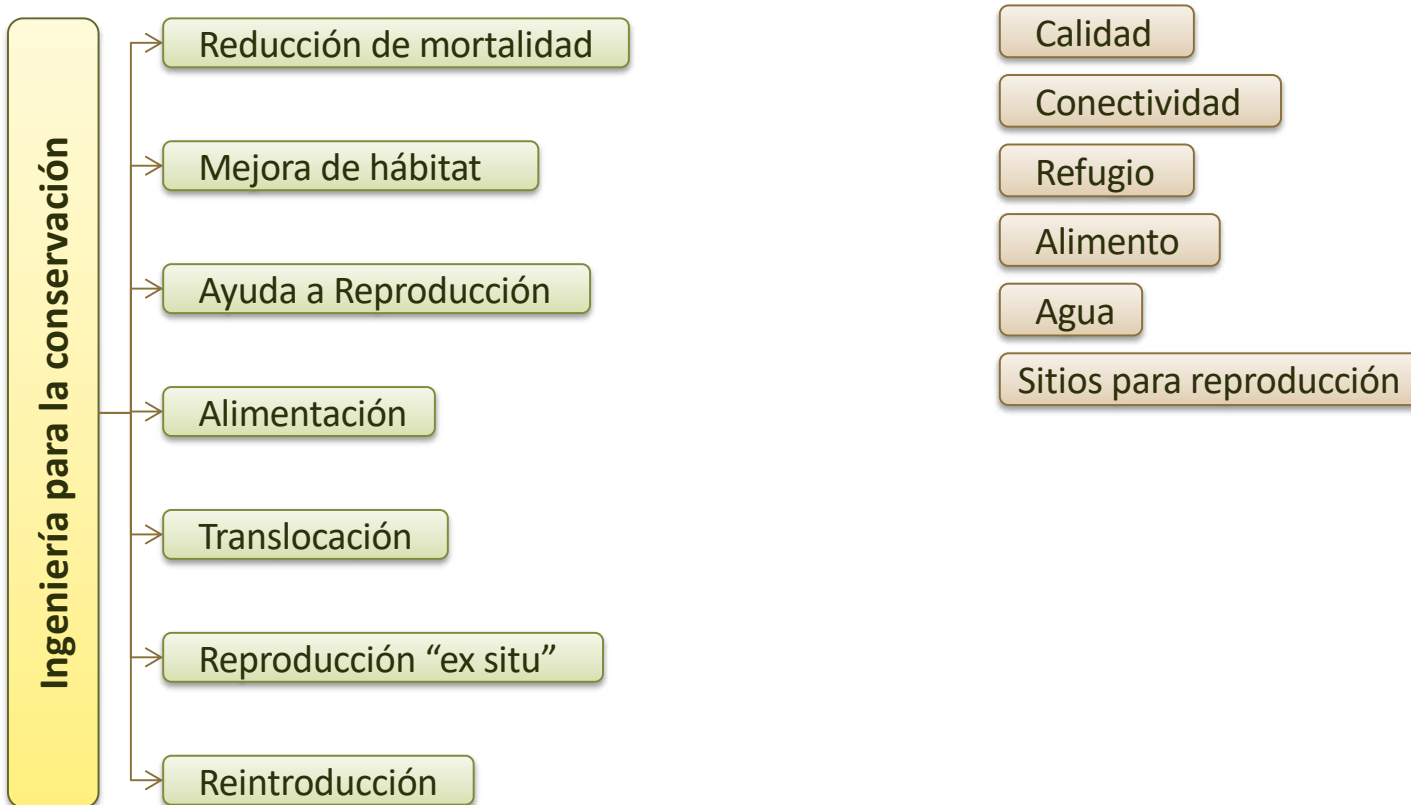 Ingeniería para la conservación
Reducción de mortalidad
Mejora de hábitat
Ayuda a Reproducción
Alimentación
Translocación
Reproducción “ex situ”
Reintroducción
Calidad
Conectividad
Refugio
Alimento
Agua
Sitios para reproducción